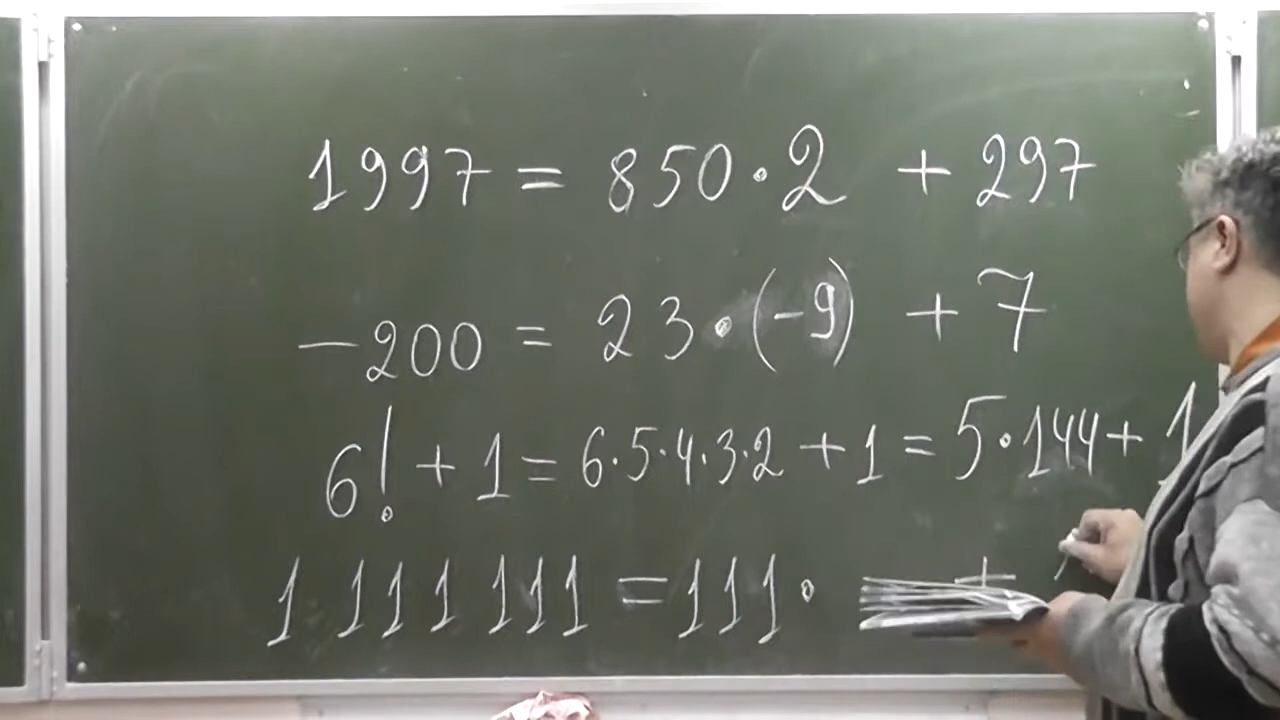 1997 = 850·2 + 297
−200 = 23·(−9) + 7
6! + 1 = 6·5·4·3·2 + 1 = 5·144 + 1
1 111 111 = 111· +